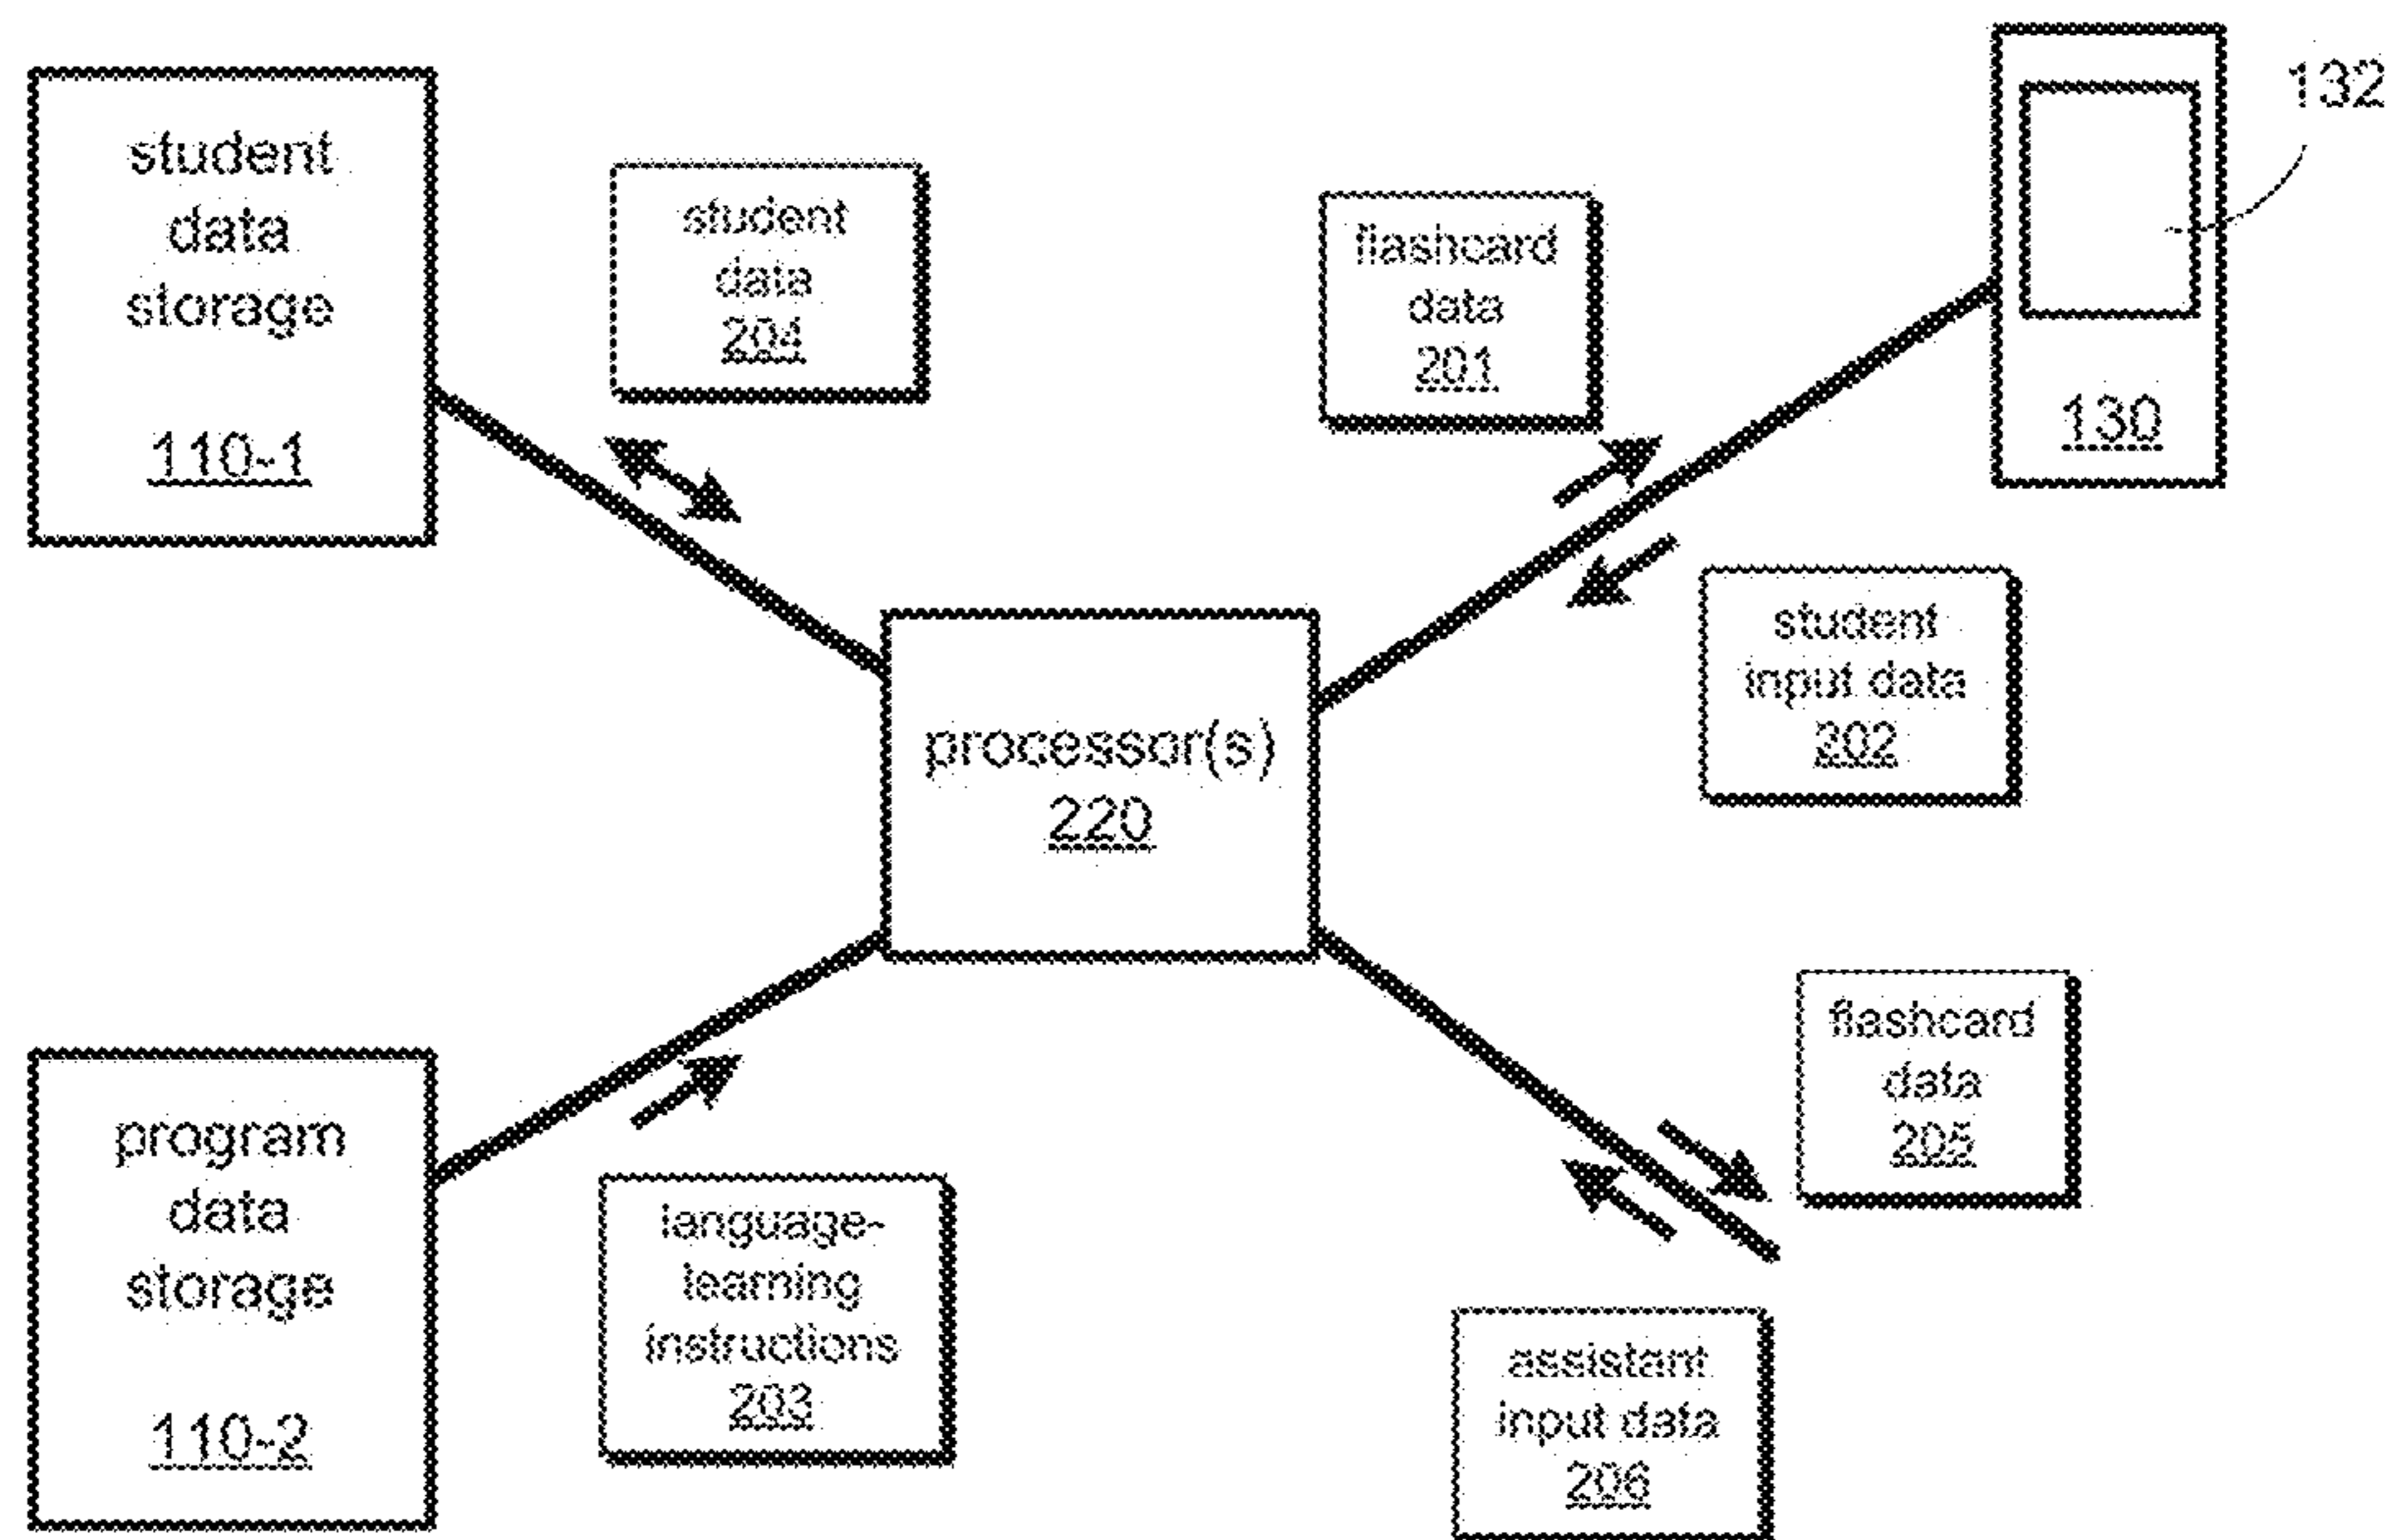 student
data
storage
110-1
student
data
204
flashcard
data
201
132
130
student
input data
202
processor(s)
220
program
data
storage
110-2
language-
learning
instructions
203
flashcard
data
205
assistant
input data
206